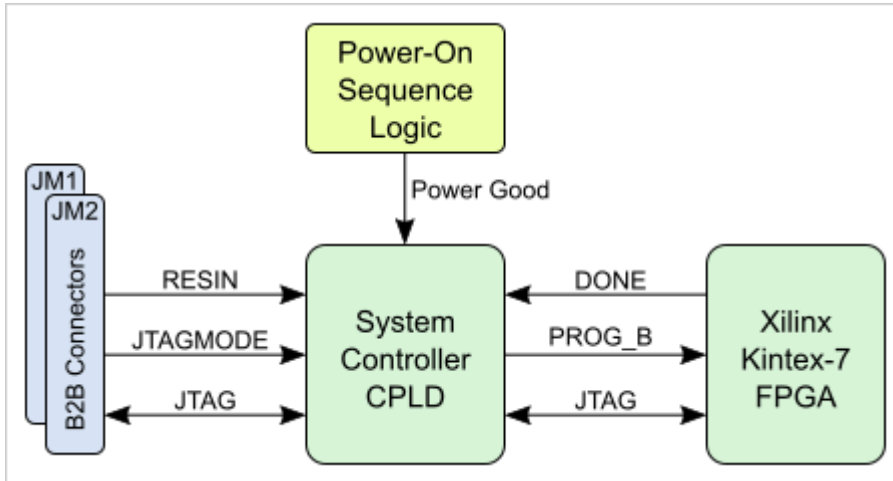 Power-On
Sequence
Logic
Power Good
JM1
JM2
B2B Connectors
RESIN
JTAGMODE
JTAG
System
Controller
CPLD
DONE
PROG_B
JTAG
Xilinx
Kintex-7
FPGA